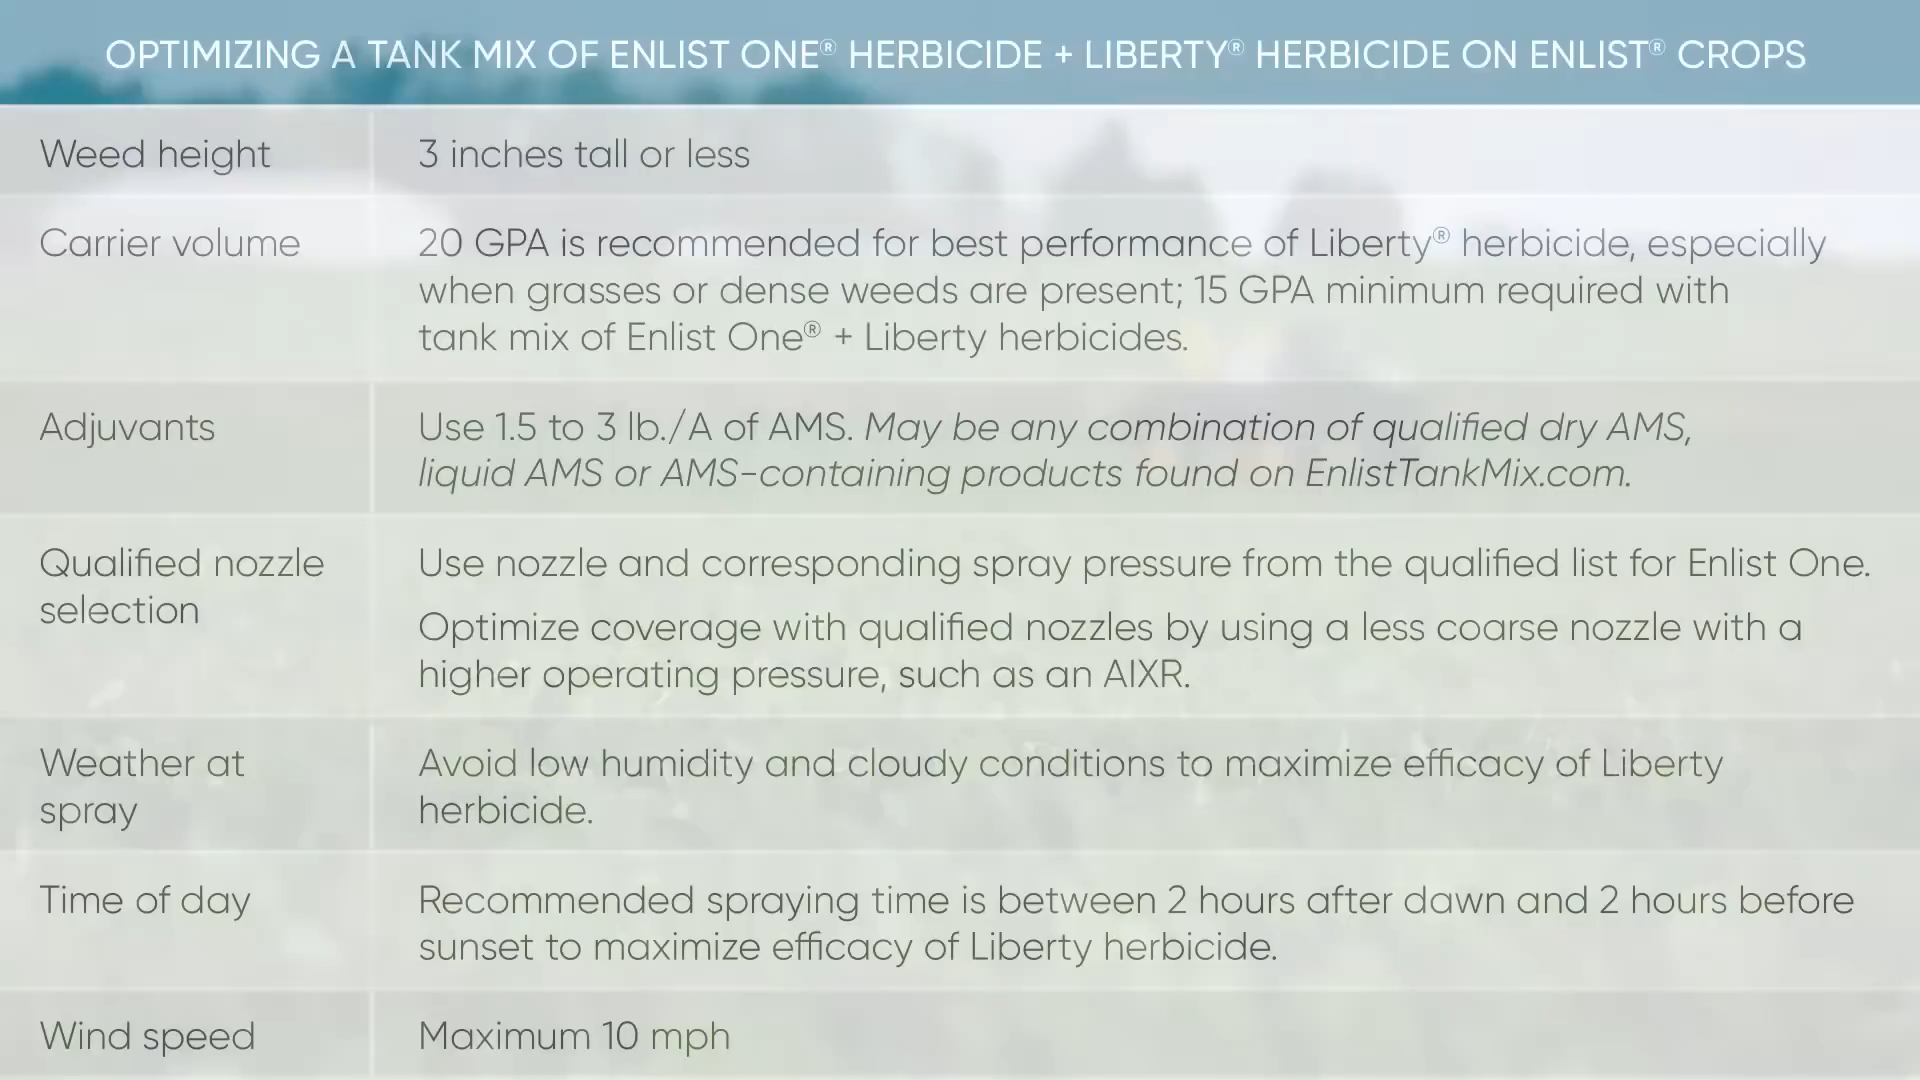 OPTIMIZING A TANK MIX OF ENLIST ONE® HERBICIDE + LIBERTY® HERBICIDE ON ENLIST® CROPS
Weed height
3 inches tall or less
Carrier volume
20 GPA is recommended for best performance of Liberty® herbicide, especially
when grasses or dense weeds are present; 15 GPA minimum required with
tank mix of Enlist One® + Liberty herbicides.
Adjuvants
Use 1.5 to 3 lb./A of AMS. May be any combination of qualified dry AMS,
liquid AMS or AMS-containing products found on EnlistTankMix.com.
Qualified nozzle
selection
Use nozzle and corresponding spray pressure from the qualified list for Enlist One.
Optimize coverage with qualified nozzles by using a less coarse nozzle with a
higher operating pressure, such as an AIXR.
Weather at
spray
Avoid low humidity and cloudy conditions to maximize efficacy of Liberty
herbicide.
Time of day
Recommended spraying time is between 2 hours after dawn and 2 hours before
sunset to maximize efficacy of Liberty herbicide.
Wind speed
Maximum 10 mph